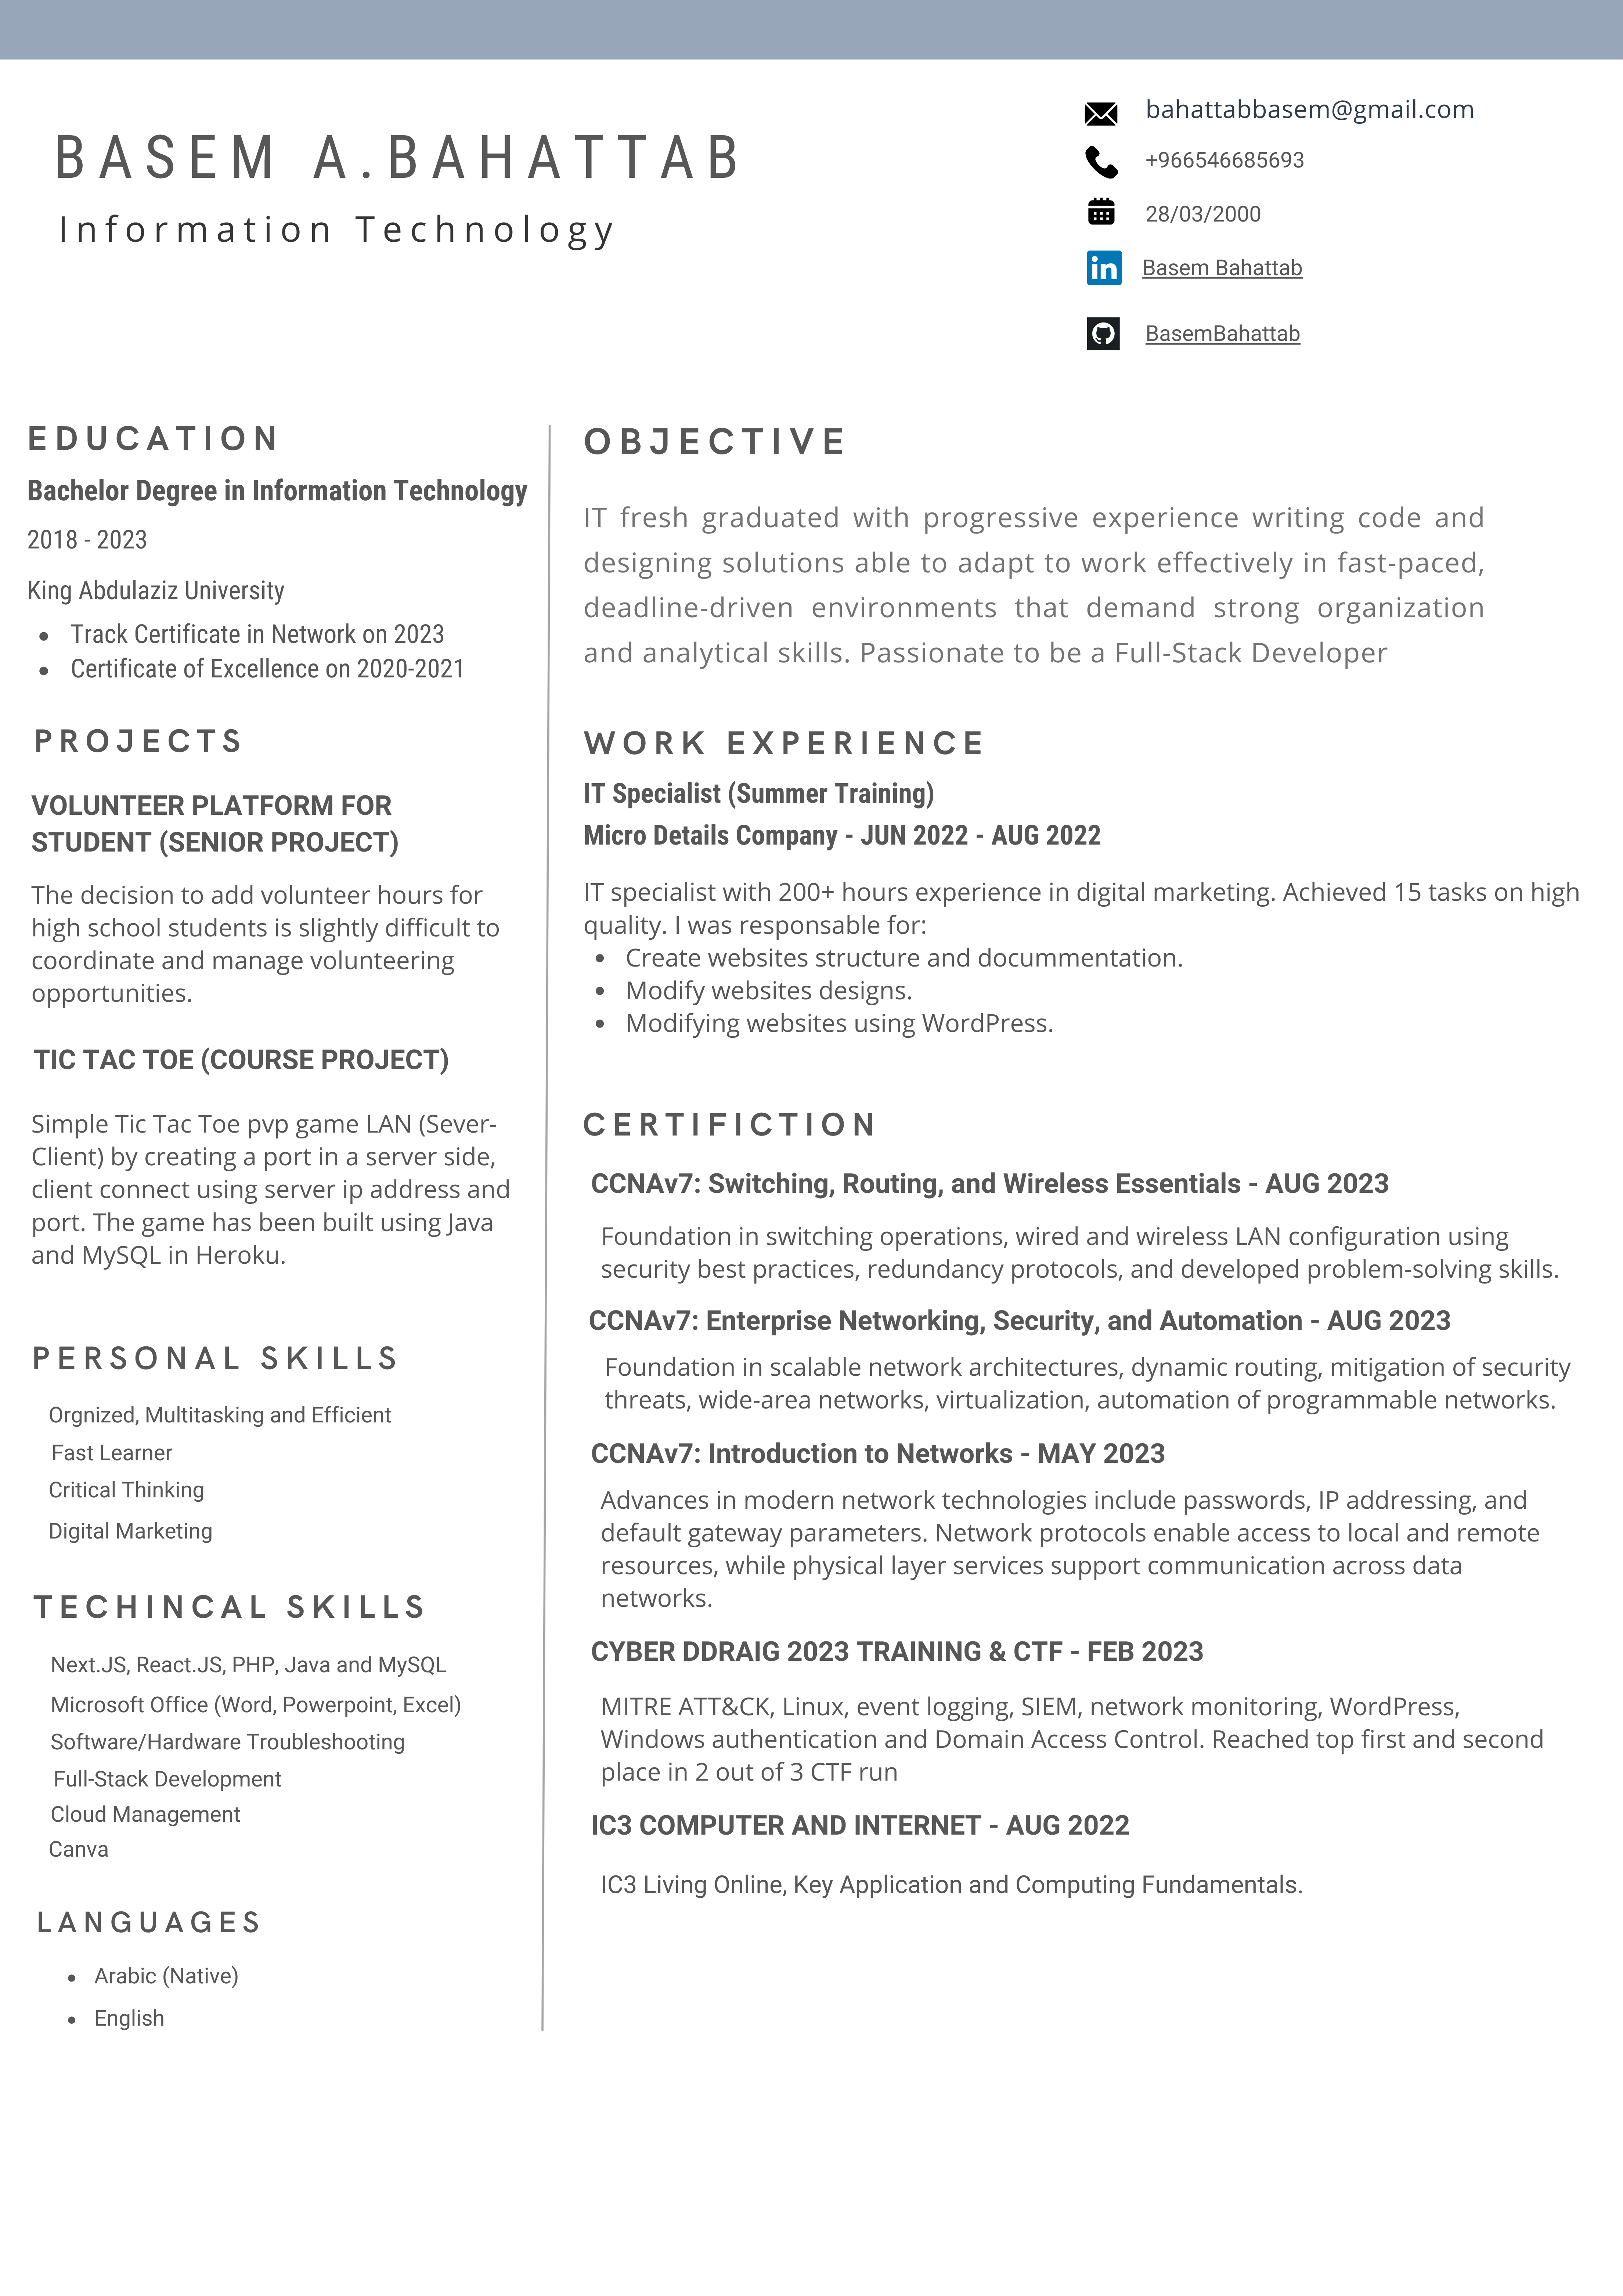 BASEM A.BAHATTAB
Information Technology
bahattabbasem@gmail.com
+966546685693
28/03/2000
in
Basem Bahattab
BasemBahattab
EDUCATION
Bachelor Degree in Information Technology
2018 - 2023
King Abdulaziz University
• Track Certificate in Network on 2023
• Certificate of Excellence on 2020-2021
PROJECTS
VOLUNTEER PLATFORM FOR
STUDENT (SENIOR PROJECT)
The decision to add volunteer hours for
high school students is slightly difficult to
coordinate and manage volunteering
opportunities.
TIC TAC TOE (COURSE PROJECT)
Simple Tic Tac Toe pvp game LAN (Sever-
Client) by creating a port in a server side,
client connect using server ip address and
port. The game has been built using Java
and MySQL in Heroku.
PERSONAL SKILLS
Orgnized, Multitasking and Efficient
Fast Learner
Critical Thinking
Digital Marketing
TECHINCAL SKILLS
Next.JS, React.JS, PHP, Java and MySQL
Microsoft Office (Word, Powerpoint, Excel)
Software/Hardware Troubleshooting
Full-Stack Development
Cloud Management
Canva
LANGUAGES
• Arabic (Native)
• English
OBJECTIVE
IT fresh graduated with progressive experience writing code and
designing solutions able to adapt to work effectively in fast-paced,
deadline-driven environments that demand strong organization
and analytical skills. Passionate to be a Full-Stack Developer
WORK EXPERIENCE
IT Specialist (Summer Training)
Micro Details Company - JUN 2022 - AUG 2022
IT specialist with 200+ hours experience in digital marketing. Achieved 15 tasks on high
quality. I was responsable for:
• Create websites structure and docummentation.
• Modify websites designs.
• Modifying websites using WordPress.
CERTIFICTION
CCNAv7: Switching, Routing, and Wireless Essentials - AUG 2023
Foundation in switching operations, wired and wireless LAN configuration using
security best practices, redundancy protocols, and developed problem-solving skills.
CCNAv7: Enterprise Networking, Security, and Automation - AUG 2023
Foundation in scalable network architectures, dynamic routing, mitigation of security
threats, wide-area networks, virtualization, automation of programmable networks.
CCNAv7: Introduction to Networks - MAY 2023
Advances in modern network technologies include passwords, IP addressing, and
default gateway parameters. Network protocols enable access to local and remote
resources, while physical layer services support communication across data
networks.
CYBER DDRAIG 2023 TRAINING & CTF - FEB 2023
MITRE ATT&CK, Linux, event logging, SIEM, network monitoring, WordPress,
Windows authentication and Domain Access Control. Reached top first and second
place in 2 out of 3 CTF run
IC3 COMPUTER AND INTERNET - AUG 2022
IC3 Living Online, Key Application and Computing Fundamentals.